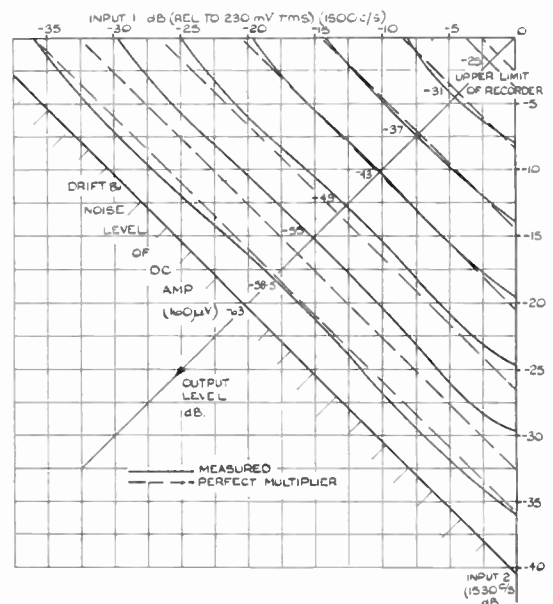 INPUT 1 dB (REL TO 230 mV rms) (1500 c/s)
-35 -30 -25 -20 -15 -10 -5 0
-25
UPPER LIMIT
OF RECORDER
-31
-5
-37
-10
-43
DRIFT &
NOISE
LEVEL
OF
DC
AMP
(160μV)
-49
-15
-55
-58.5
-20
-63
-25
OUTPUT
LEVEL
dB.
-30
MEASURED
PERFECT MULTIPLIER
-35
-40
INPUT 2
(1530 c/s
dB